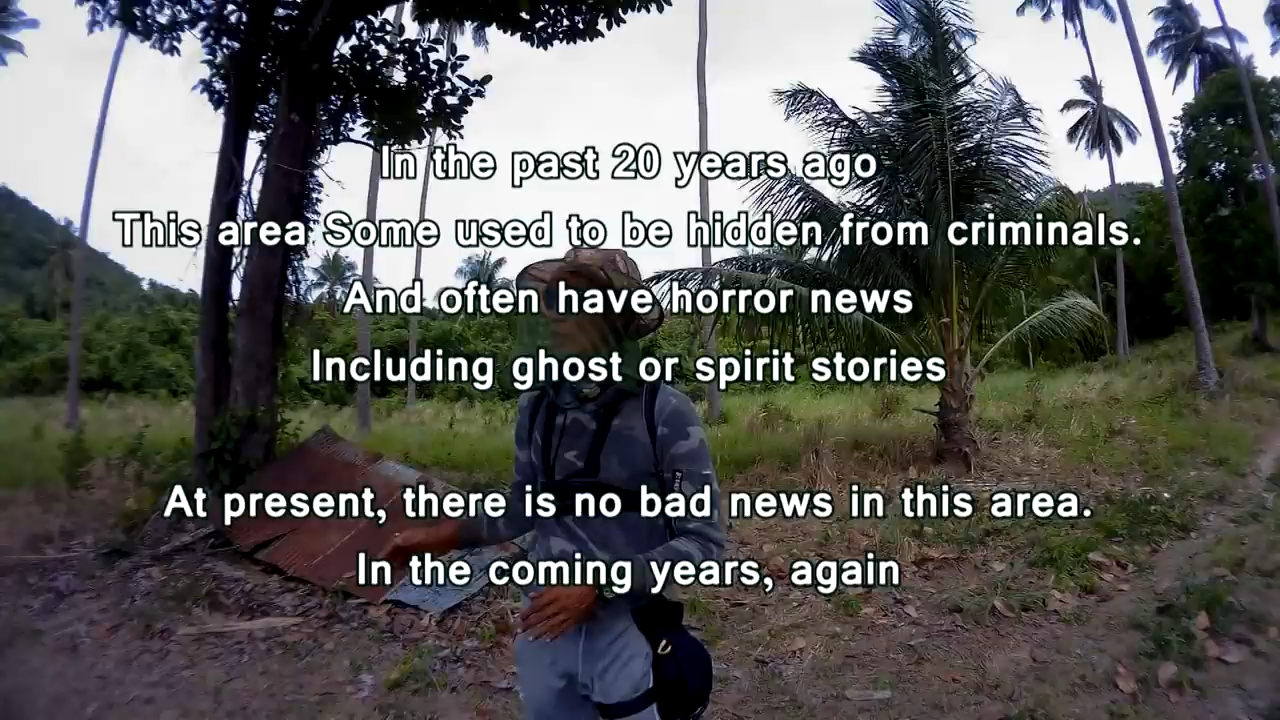 In the past 20 years ago
This area Some used to be hidden from criminals.
And often have horror news
Including ghost or spirit stories
At present, there is no bad news in this area.
In the coming years, again